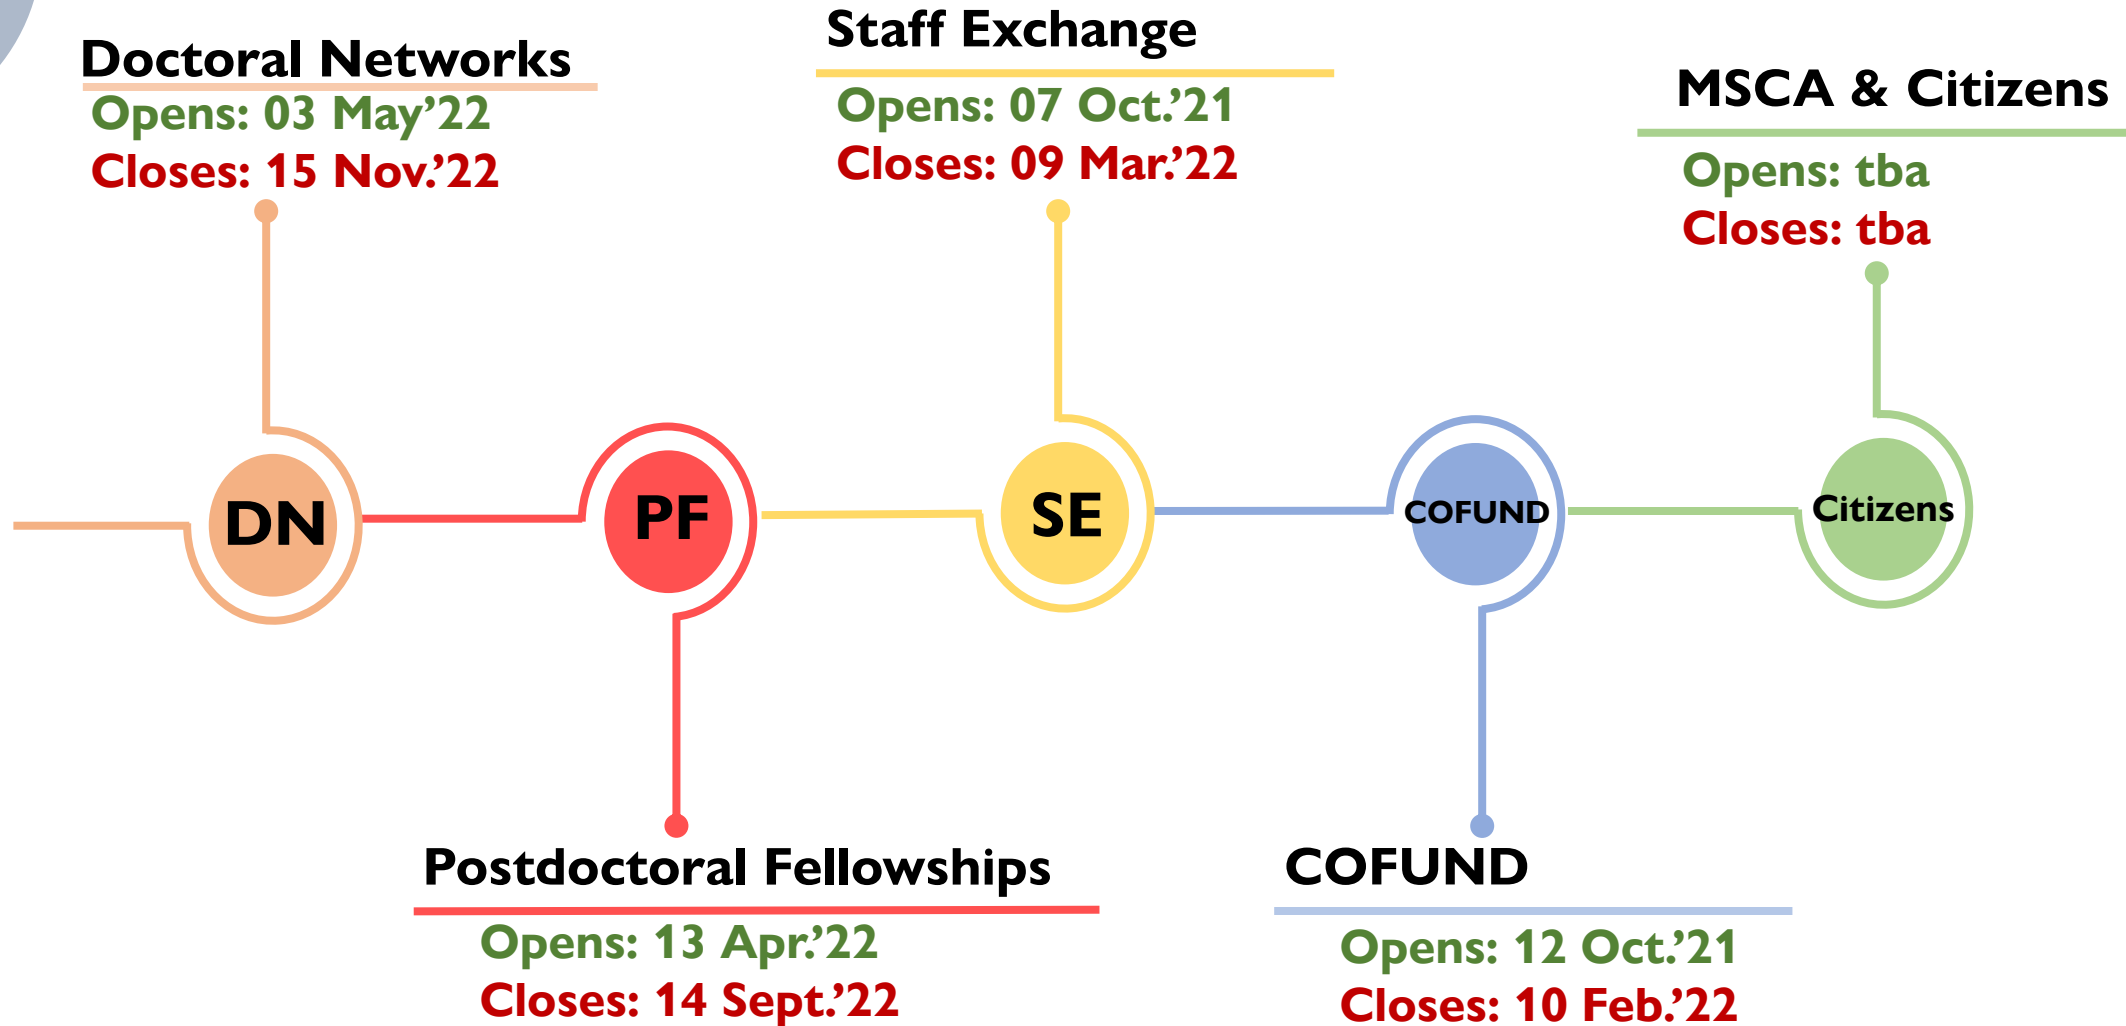 Doctoral Networks
Opens: 03 May’22
Closes: 15 Nov.’22
Staff Exchange
Opens: 07 Oct.’21
Closes: 09 Mar.’22
MSCA & Citizens
Opens: tba
Closes: tba
DN
PF
SE
COFUND
Citizens
Postdoctoral Fellowships
Opens: 13 Apr.’22
Closes: 14 Sept.’22
COFUND
Opens: 12 Oct.’21
Closes: 10 Feb.’22